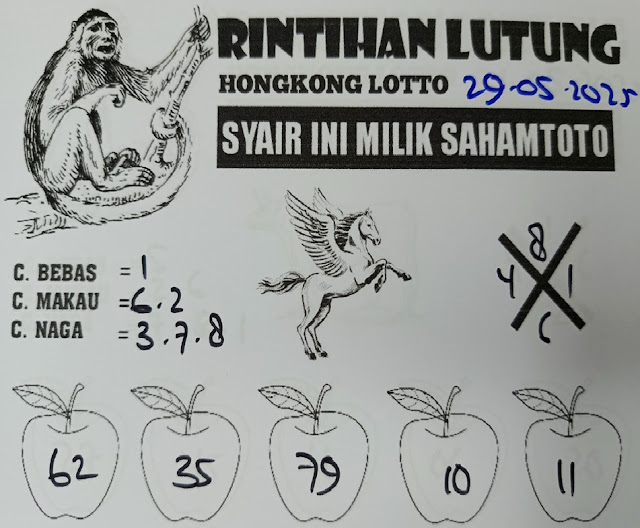 RINTIHAN LUTUNG
HONGKONG LOTTO 29-05-2025
SYAIR INI MILIK SAHAMTOTO
C. BEBAS = 1
C. MAKAU = 6.2
C. NAGA = 3.7.8
8
4 1
6
62 35 79 10 11